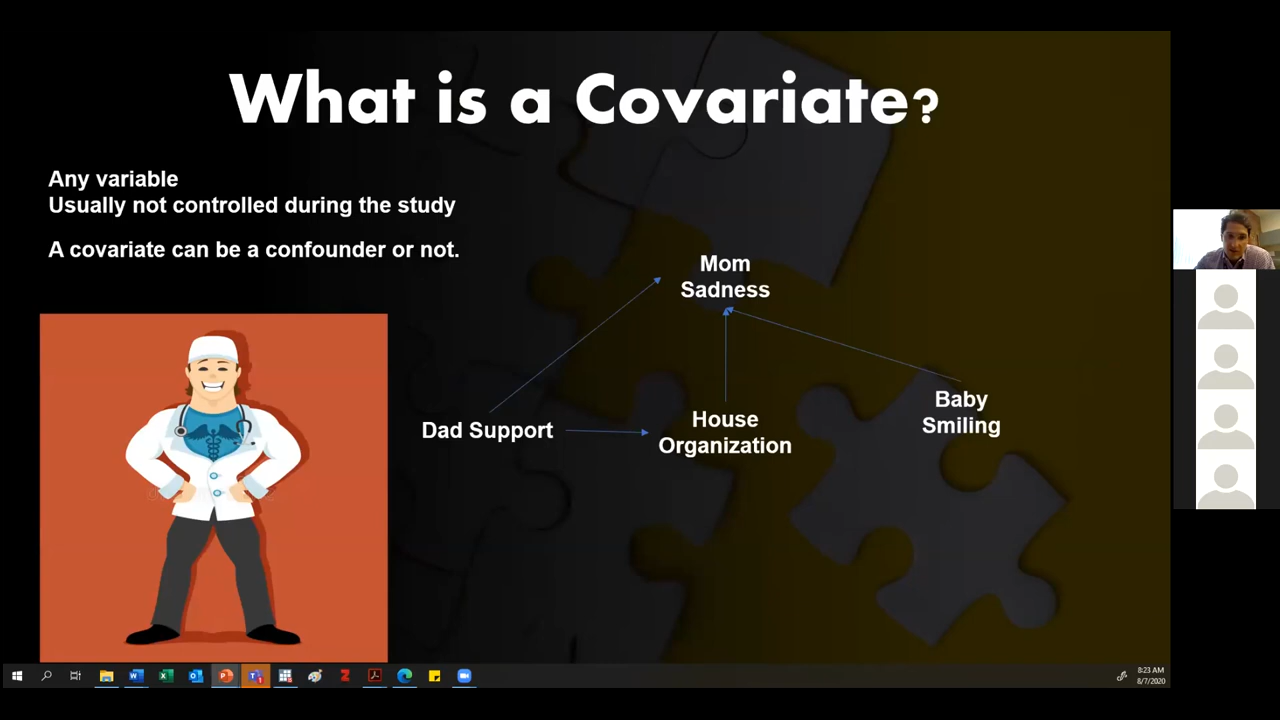 What is a Covariate?
Any variable
Usually not controlled during the study
A covariate can be a confounder or not.
Mom
Sadness
Dad Support
House
Organization
Baby
Smiling
8:23 AM
8/7/2020